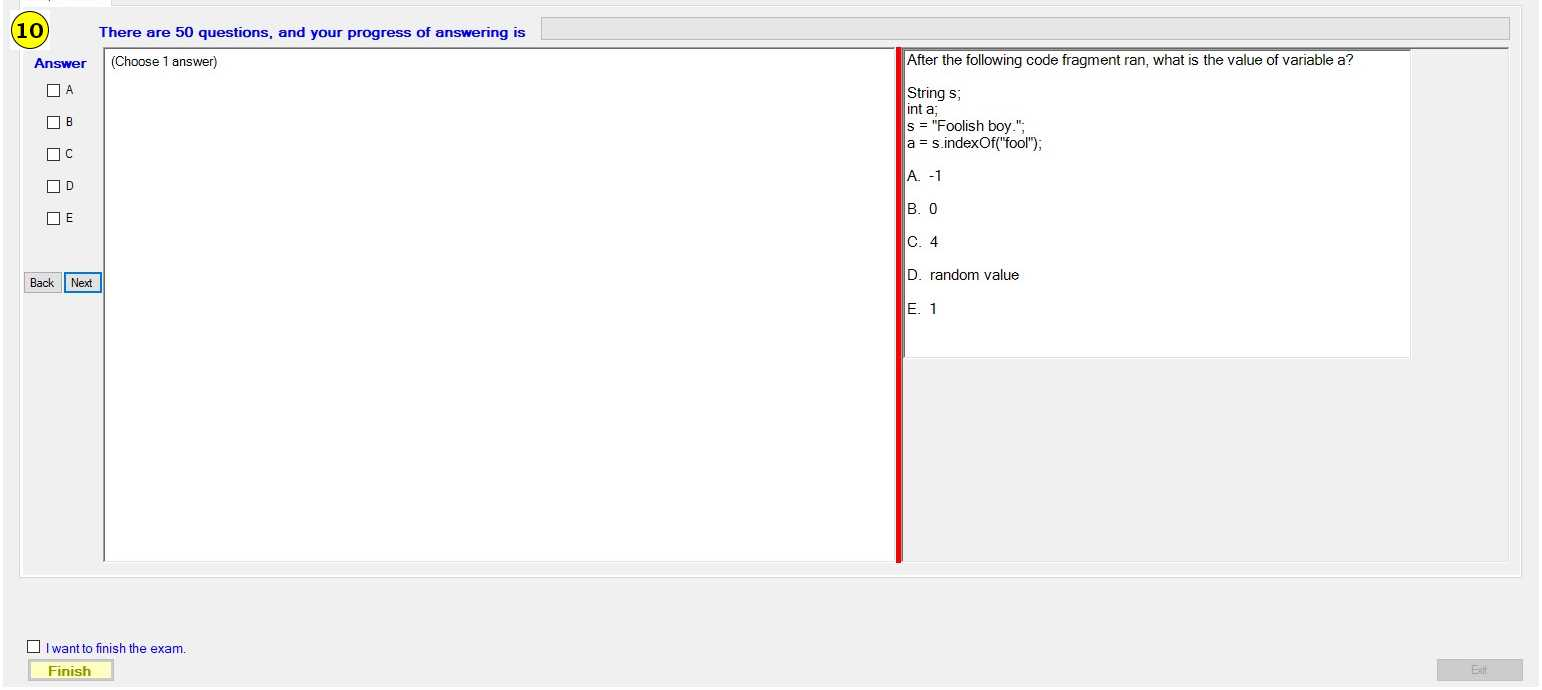 10
There are 50 questions, and your progress of answering is
Answer
A
B
C
D
E
Back Next
(Choose 1 answer)
After the following code fragment ran, what is the value of variable a?
String s;
int a;
s = "Foolish boy.";
a = s.indexOf("fool");
A. -1
B. 0
C. 4
D. random value
E. 1
I want to finish the exam.
Finish
Exit